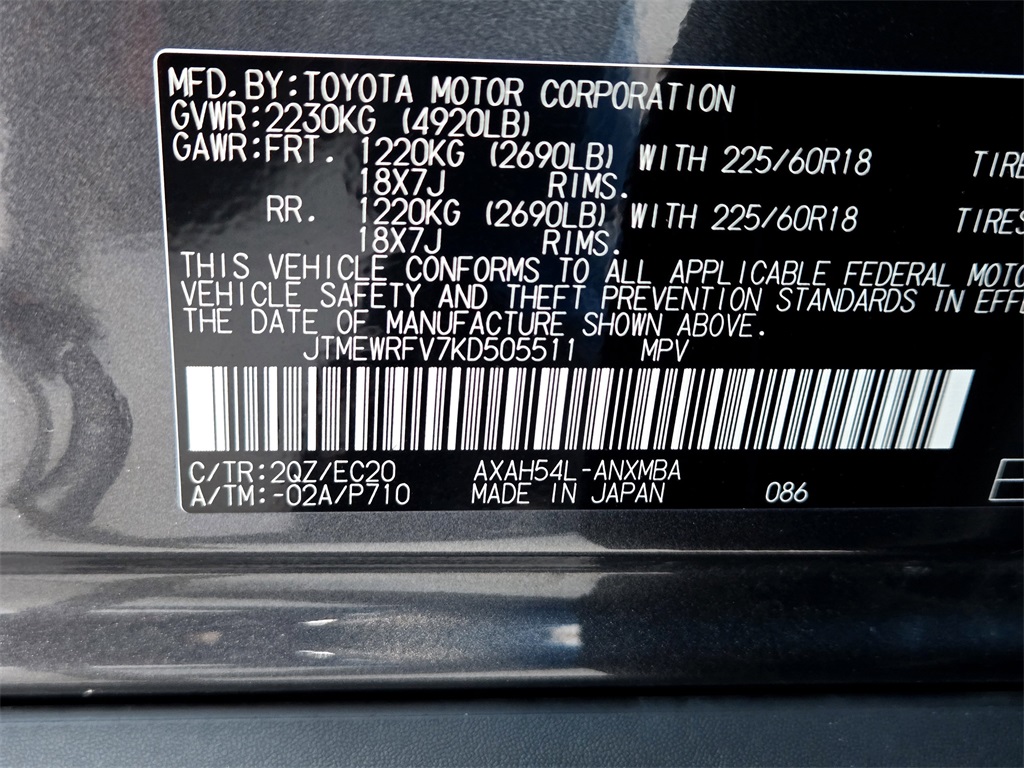 MFD. BY: TOYOTA MOTOR CORPORATION
GVWR: 2230KG (4920LB)
GAWR: FRT. 1220KG (2690LB) WITH 225/60R18 TIRE
18X7J RIMS.
RR. 1220KG (2690LB) WITH 225/60R18 TIRES
18X7J RIMS.
THIS VEHICLE CONFORMS TO ALL APPLICABLE FEDERAL MOTO
VEHICLE SAFETY AND THEFT PREVENTION STANDARDS IN EFFE
THE DATE OF MANUFACTURE SHOWN ABOVE.
JTMEWRFV7KD505511 MPV
C/TR: 2QZ/EC20 AXAH54L-ANXMBA
A/TM: -02A/P710 MADE IN JAPAN 086